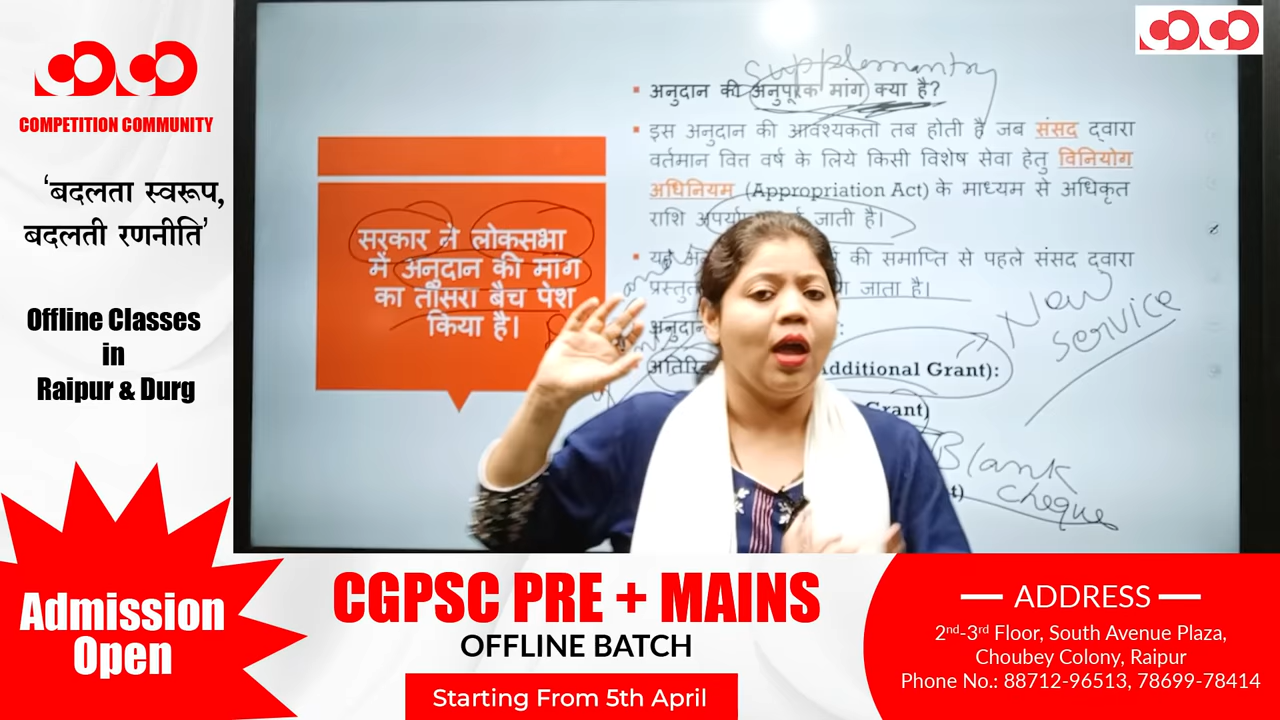 COMPETITION COMMUNITY
'बदलता स्वरूप,
बदलती रणनीति'
Offline Classes
in
Raipur & Durg
Admission
Open
सरकार ने लोकसभा
में अनुदान की मांग
का तीसरा बैच पेश
किया है।
Supplemantry
▪ अनुदान की अनुपूरक मांग क्या है?
▪ इस अनुदान की आवश्यकता तब होती है जब संसद द्वारा
वर्तमान वित्त वर्ष के लिये किसी विशेष सेवा हेतु विनियोग
अधिनियम (Appropriation Act) के माध्यम से अधिकृत
राशि जाती है।
▪ यह की समाप्ति से पहले संसद द्वारा
प्रस्तुत जाता है।
New
service
अनुदान :
Additional Grant):
Grant)
Blank
cheque
CGPSC PRE + MAINS
OFFLINE BATCH
Starting From 5th April
ADDRESS
2nd-3rd Floor, South Avenue Plaza,
Choubey Colony, Raipur
Phone No.: 88712-96513, 78699-78414